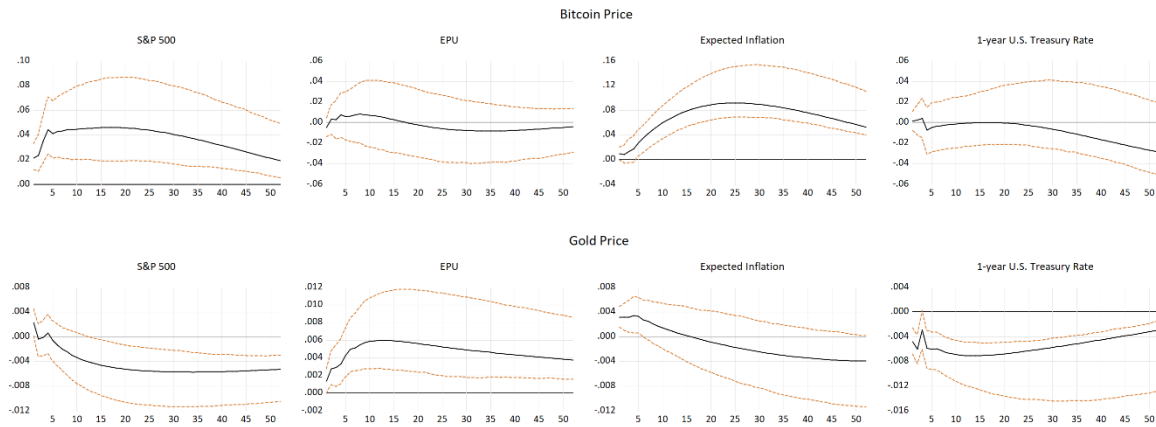 Bitcoin Price
S&P 500
EPU
Expected Inflation
1-year U.S. Treasury Rate
.10
.08
.06
.04
.02
.00
5 10 15 20 25 30 35 40 45 50
.06
.04
.02
.00
-.02
-.04
-.06
5 10 15 20 25 30 35 40 45 50
.16
.12
.08
.04
.00
-.04
5 10 15 20 25 30 35 40 45 50
.06
.04
.02
.00
-.02
-.04
-.06
5 10 15 20 25 30 35 40 45 50
Gold Price
S&P 500
EPU
Expected Inflation
1-year U.S. Treasury Rate
.008
.004
.000
-.004
-.008
-.012
5 10 15 20 25 30 35 40 45 50
.012
.010
.008
.006
.004
.002
.000
-.002
5 10 15 20 25 30 35 40 45 50
.008
.004
.000
-.004
-.008
-.012
5 10 15 20 25 30 35 40 45 50
.004
.000
-.004
-.008
-.012
-.016
5 10 15 20 25 30 35 40 45 50